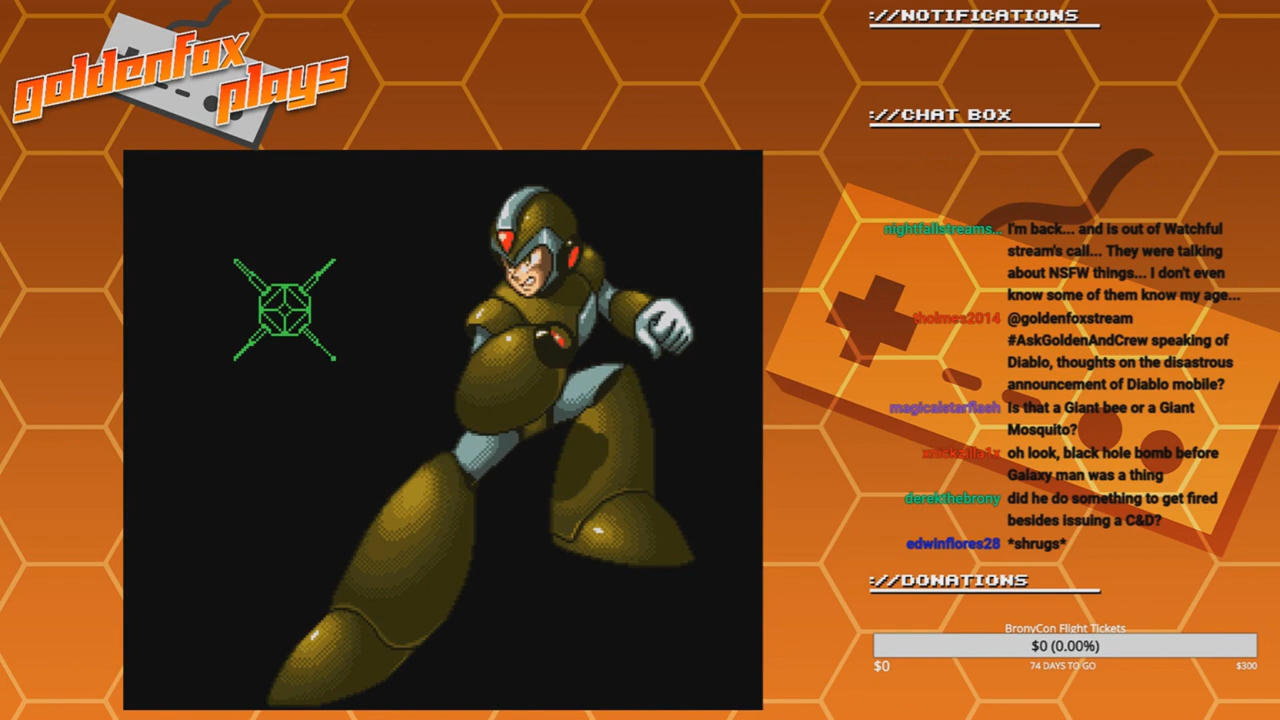 goldenfox
plays
://NOTIFICATIONS
://CHAT BOX
nightfallstreams... I'm back... and is out of Watchful
stream's call... They were talking
about NSFW things... I don't even
know some of them know my age...
tholmes2014 @goldenfoxstream
#AskGoldenAndCrew speaking of
Diablo, thoughts on the disastrous
announcement of Diablo mobile?
magicalstarflash Is that a Giant bee or a Giant
Mosquito?
oh look, black hole bomb before
Galaxy man was a thing
derekthebrony did he do something to get fired
besides issuing a C&D?
edwinflores28 *shrugs*
://DONATIONS
BronyCon Flight Tickets
$0 (0.00%)
$0 74 DAYS TO GO $300